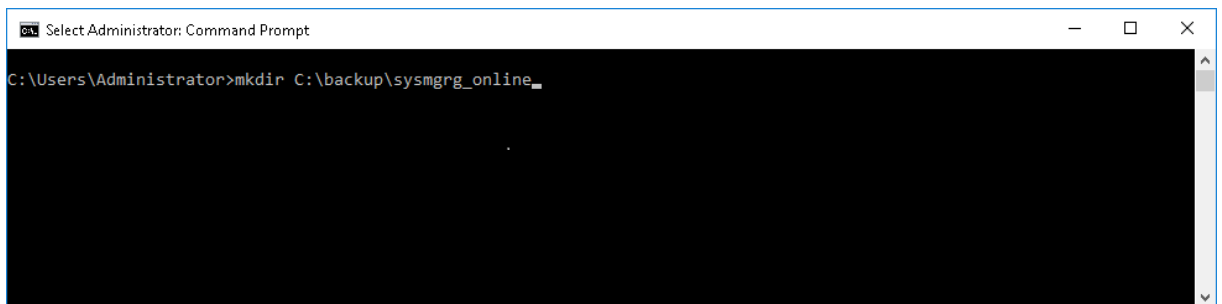 Select Administrator: Command Prompt
C:\Users\Administrator>mkdir C:\backup\sysmgrg_online